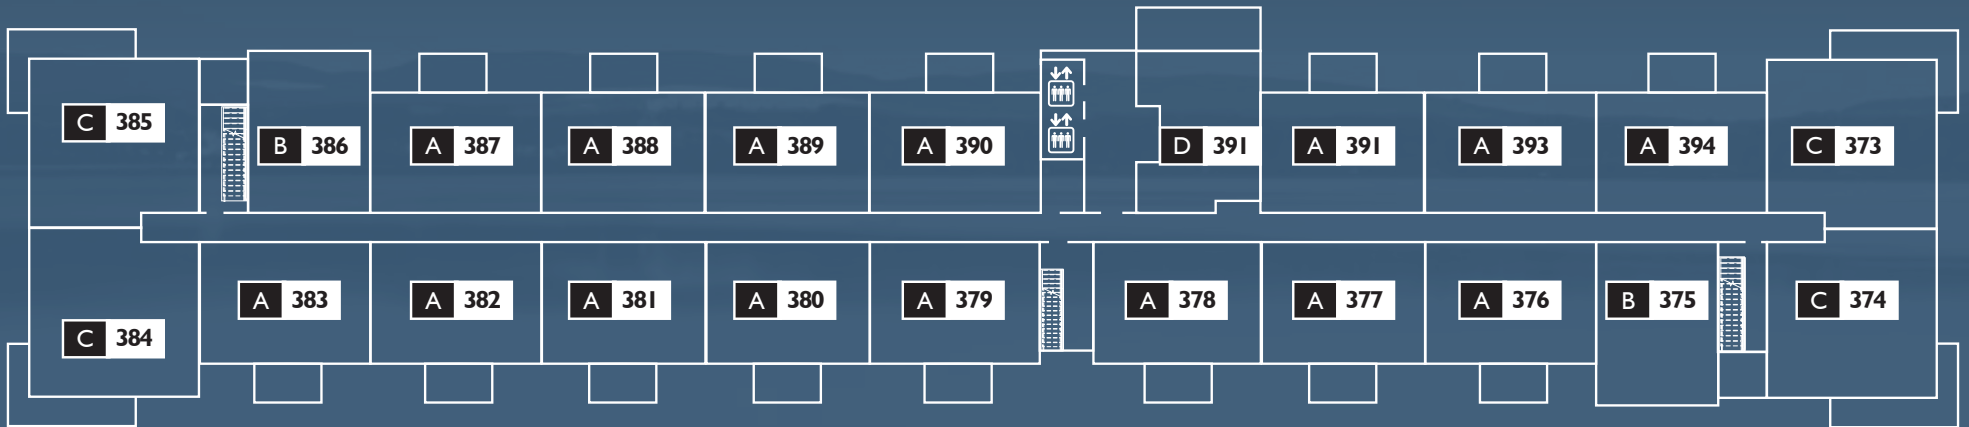 C 385
B 386
A 387
A 388
A 389
A 390
D 391
A 391
A 393
A 394
C 373
C 384
A 383
A 382
A 381
A 380
A 379
A 378
A 377
A 376
B 375
C 374